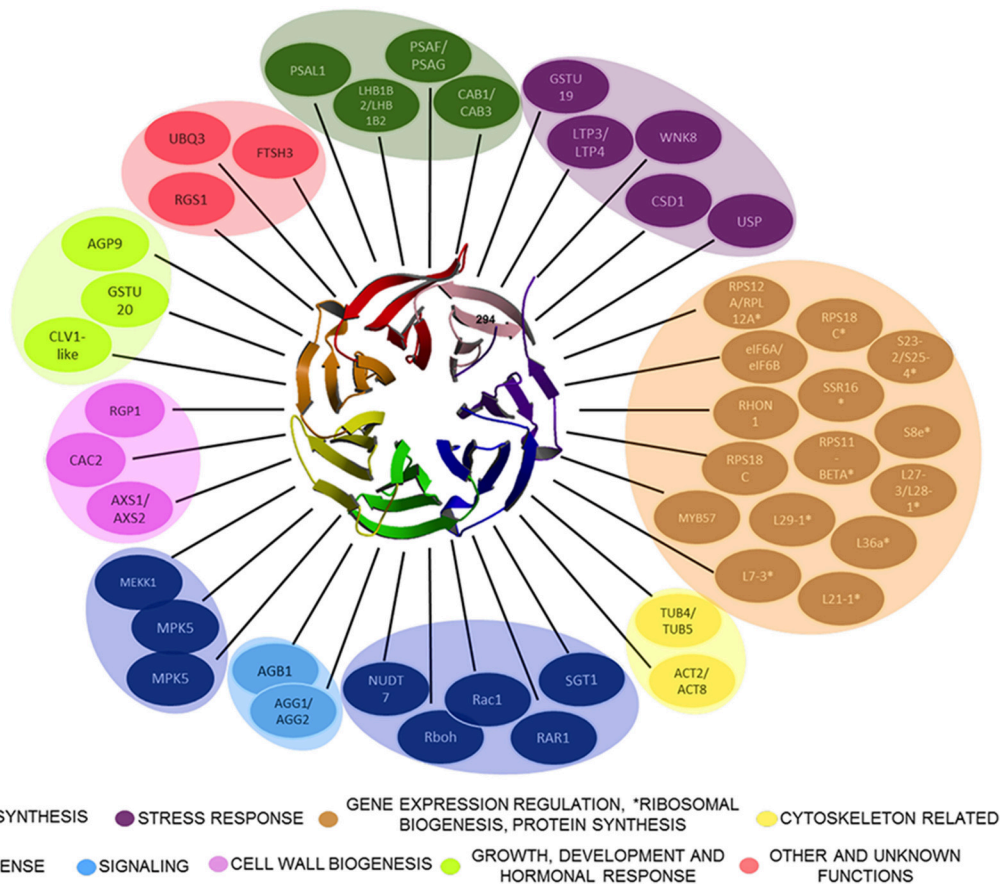 PSAL1
LHB1B
2/LHB
1B2
PSAF/
PSAG
CAB1/
CAB3
GSTU
19
LTP3/
LTP4
WNK8
CSD1
USP
UBQ3
FTSH3
RGS1
AGP9
GSTU
20
CLV1-
like
RGP1
CAC2
AXS1/
AXS2
294
RPS12
A/RPL
12A*
RPS18
C*
S23-
2/S25-
4*
eIF6A/
eIF6B
SSR16
*
RHON
1
S8e*
RPS11
-
BETA*
RPS18
C
L27-
3/L28-
1*
MYB57
L29-1*
L36a*
L7-3*
L21-1*
MEKK1
MPK5
MPK5
AGB1
AGG1/
AGG2
NUDT
7
Rboh
Rac1
RAR1
SGT1
TUB4/
TUB5
ACT2/
ACT8
SYNTHESIS
STRESS RESPONSE
GENE EXPRESSION REGULATION, *RIBOSOMAL
BIOGENESIS, PROTEIN SYNTHESIS
CYTOSKELETON RELATED
ENSE
SIGNALING
CELL WALL BIOGENESIS
GROWTH, DEVELOPMENT AND
HORMONAL RESPONSE
OTHER AND UNKNOWN
FUNCTIONS